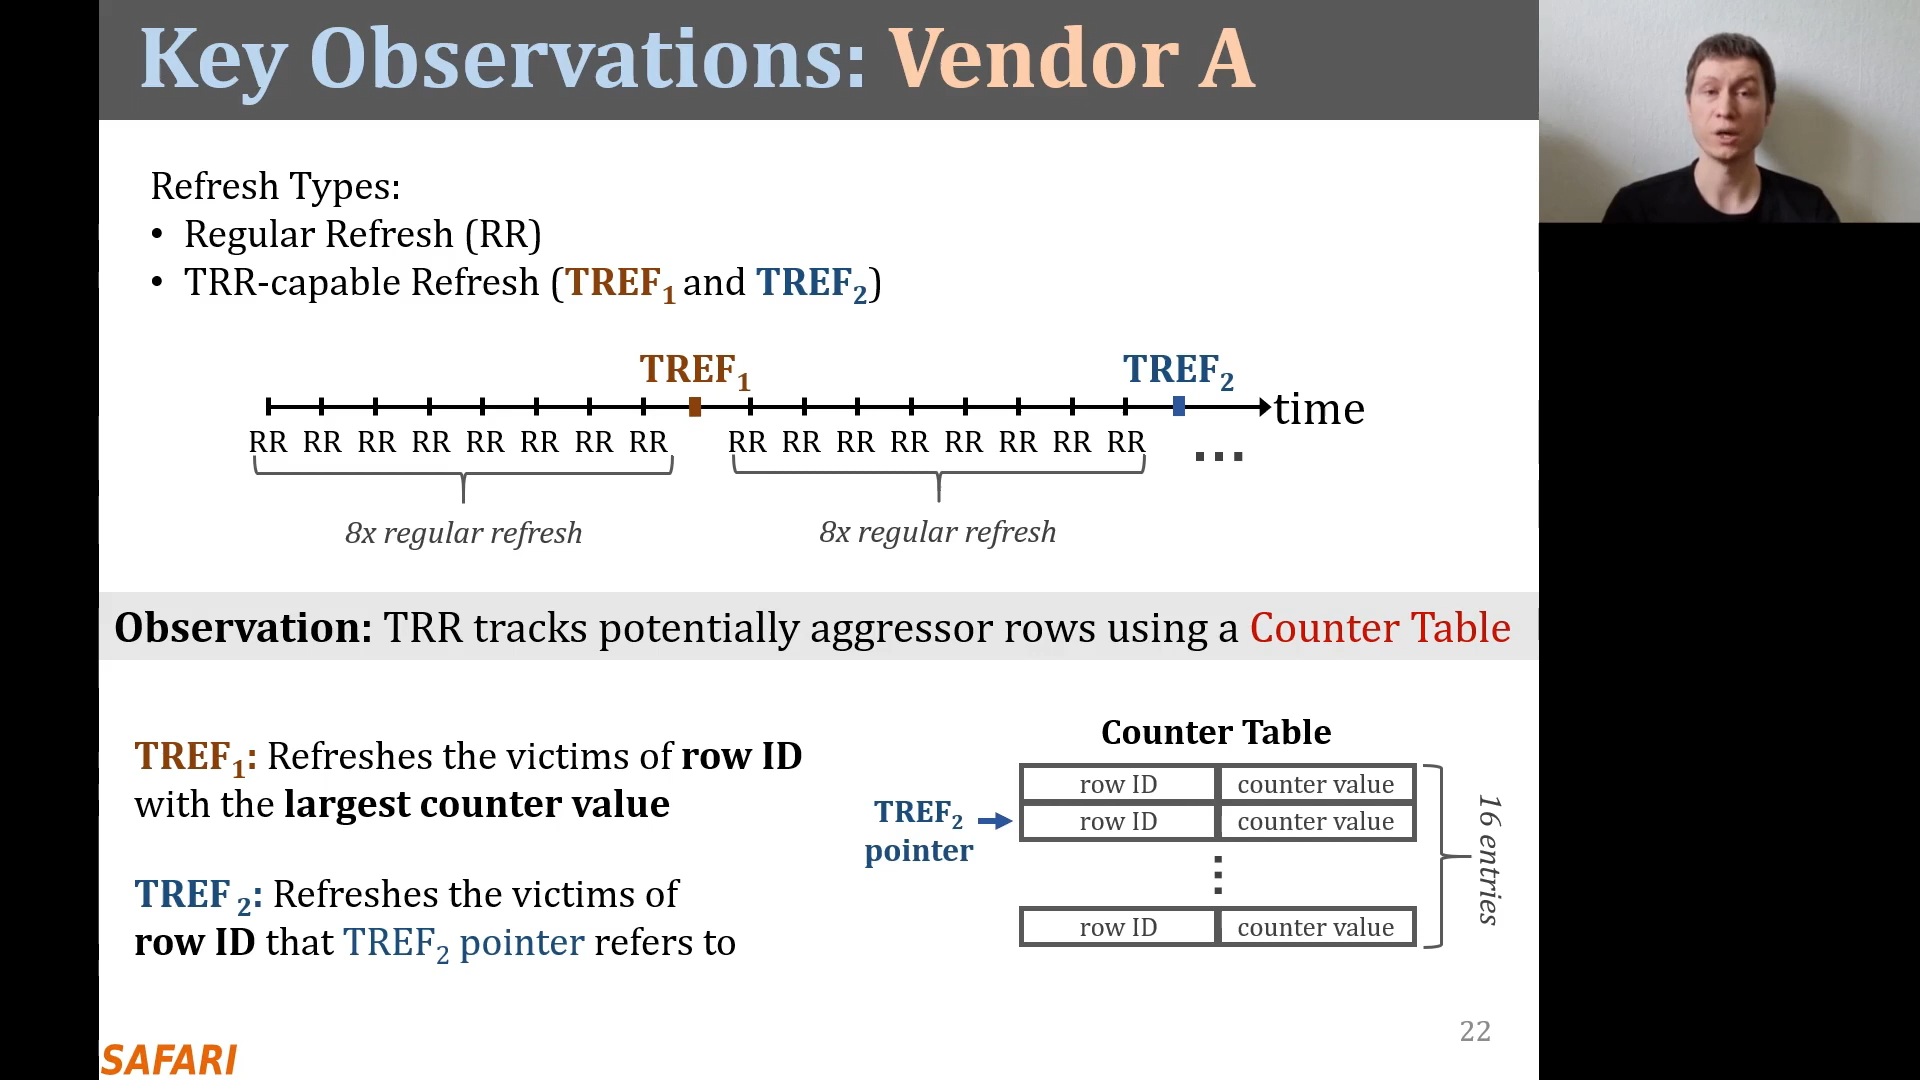 Key Observations: Vendor A
Refresh Types:
• Regular Refresh (RR)
• TRR-capable Refresh (TREF₁ and TREF₂)
TREF₁ TREF₂
time
RR RR RR RR RR RR RR RR RR RR RR RR RR RR RR RR ...
8x regular refresh 8x regular refresh
Observation: TRR tracks potentially aggressor rows using a Counter Table
TREF₁: Refreshes the victims of row ID
with the largest counter value
TREF₂: Refreshes the victims of
row ID that TREF₂ pointer refers to
Counter Table
row ID counter value
row ID counter value
⋮
row ID counter value
TREF₂
pointer
16 entries
22
SAFARI